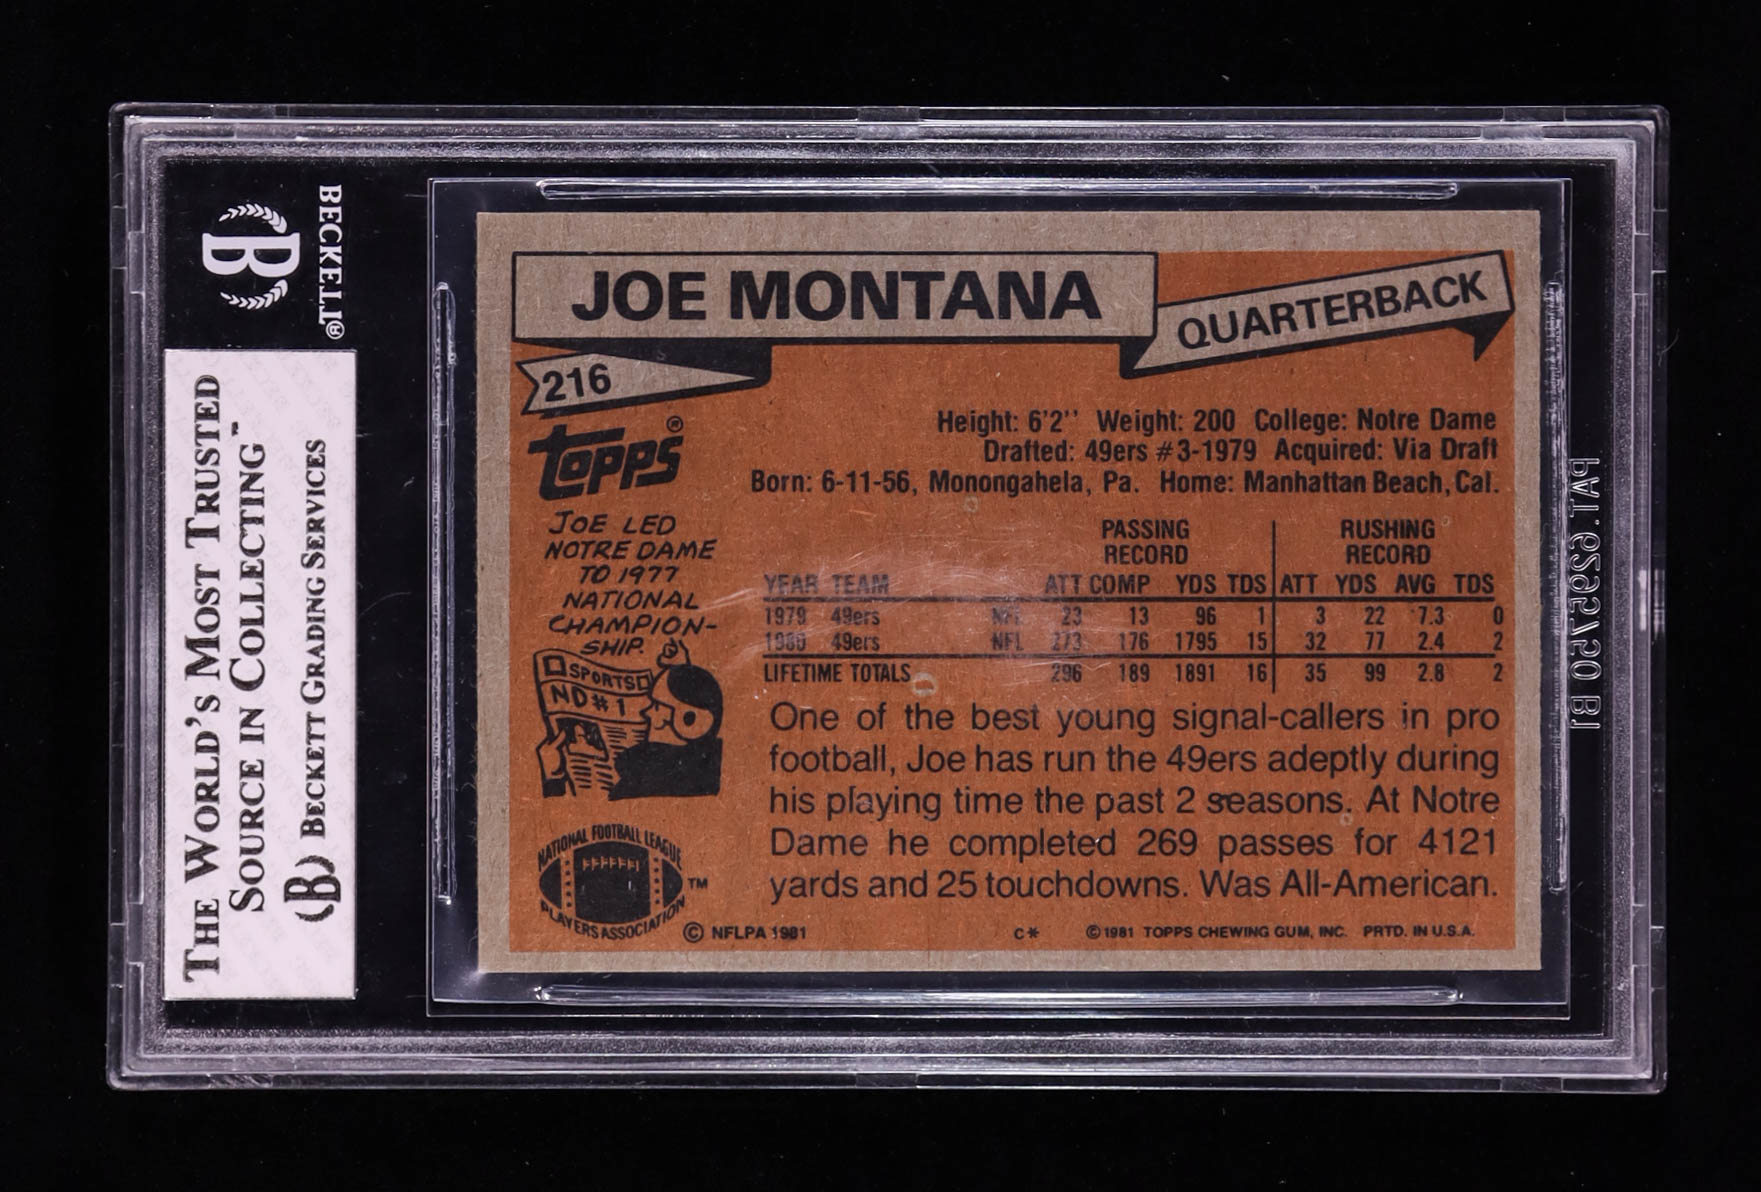 BECKETT®
B
THE WORLD'S MOST TRUSTED
SOURCE IN COLLECTING™
(B) BECKETT GRADING SERVICES
JOE MONTANA
QUARTERBACK
216
TOPPS®
Height: 6'2'' Weight: 200 College: Notre Dame
Drafted: 49ers #3-1979 Acquired: Via Draft
Born: 6-11-56, Monongahela, Pa. Home: Manhattan Beach, Cal.
JOE LED
NOTRE DAME
TO 1977
NATIONAL
CHAMPION-
SHIP.
SPORTS
ND #1
PASSING RUSHING
RECORD RECORD
YEAR TEAM ATT COMP YDS TDS ATT YDS AVG TDS
1979 49ers NFL 23 13 96 1 3 22 7.3 0
1980 49ers NFL 273 176 1795 15 32 77 2.4 2
LIFETIME TOTALS 296 189 1891 16 35 99 2.8 2
One of the best young signal-callers in pro
football, Joe has run the 49ers adeptly during
his playing time the past 2 seasons. At Notre
Dame he completed 269 passes for 4121
yards and 25 touchdowns. Was All-American.
NATIONAL FOOTBALL LEAGUE
PLAYERS ASSOCIATION
TM
© NFLPA 1981
C*
© 1981 TOPPS CHEWING GUM, INC. PRTD. IN U.S.A.
PAT. 6295750 B1